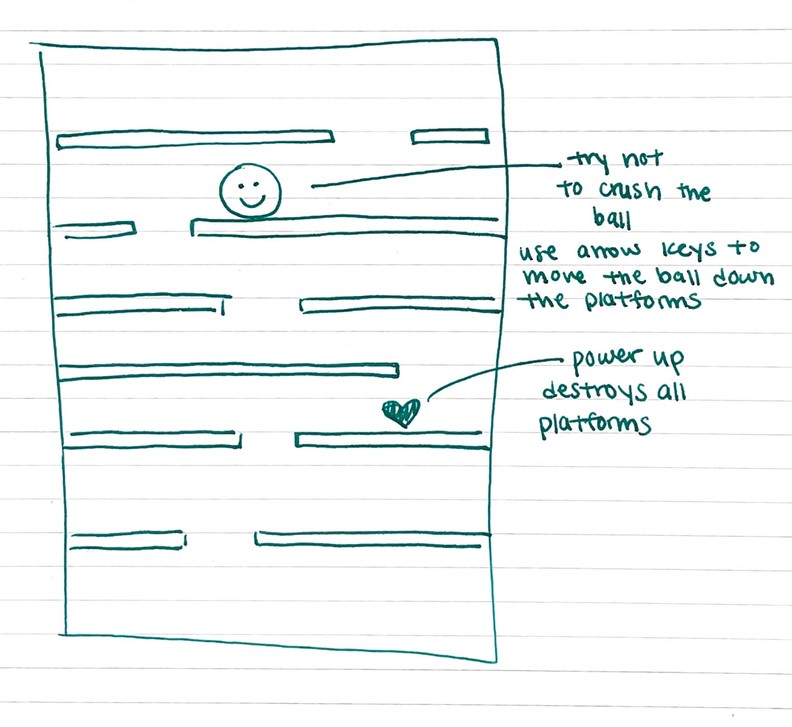 try not
to crush the
ball
use arrow keys to
move the ball down
the platforms
power up
destroys all
platforms